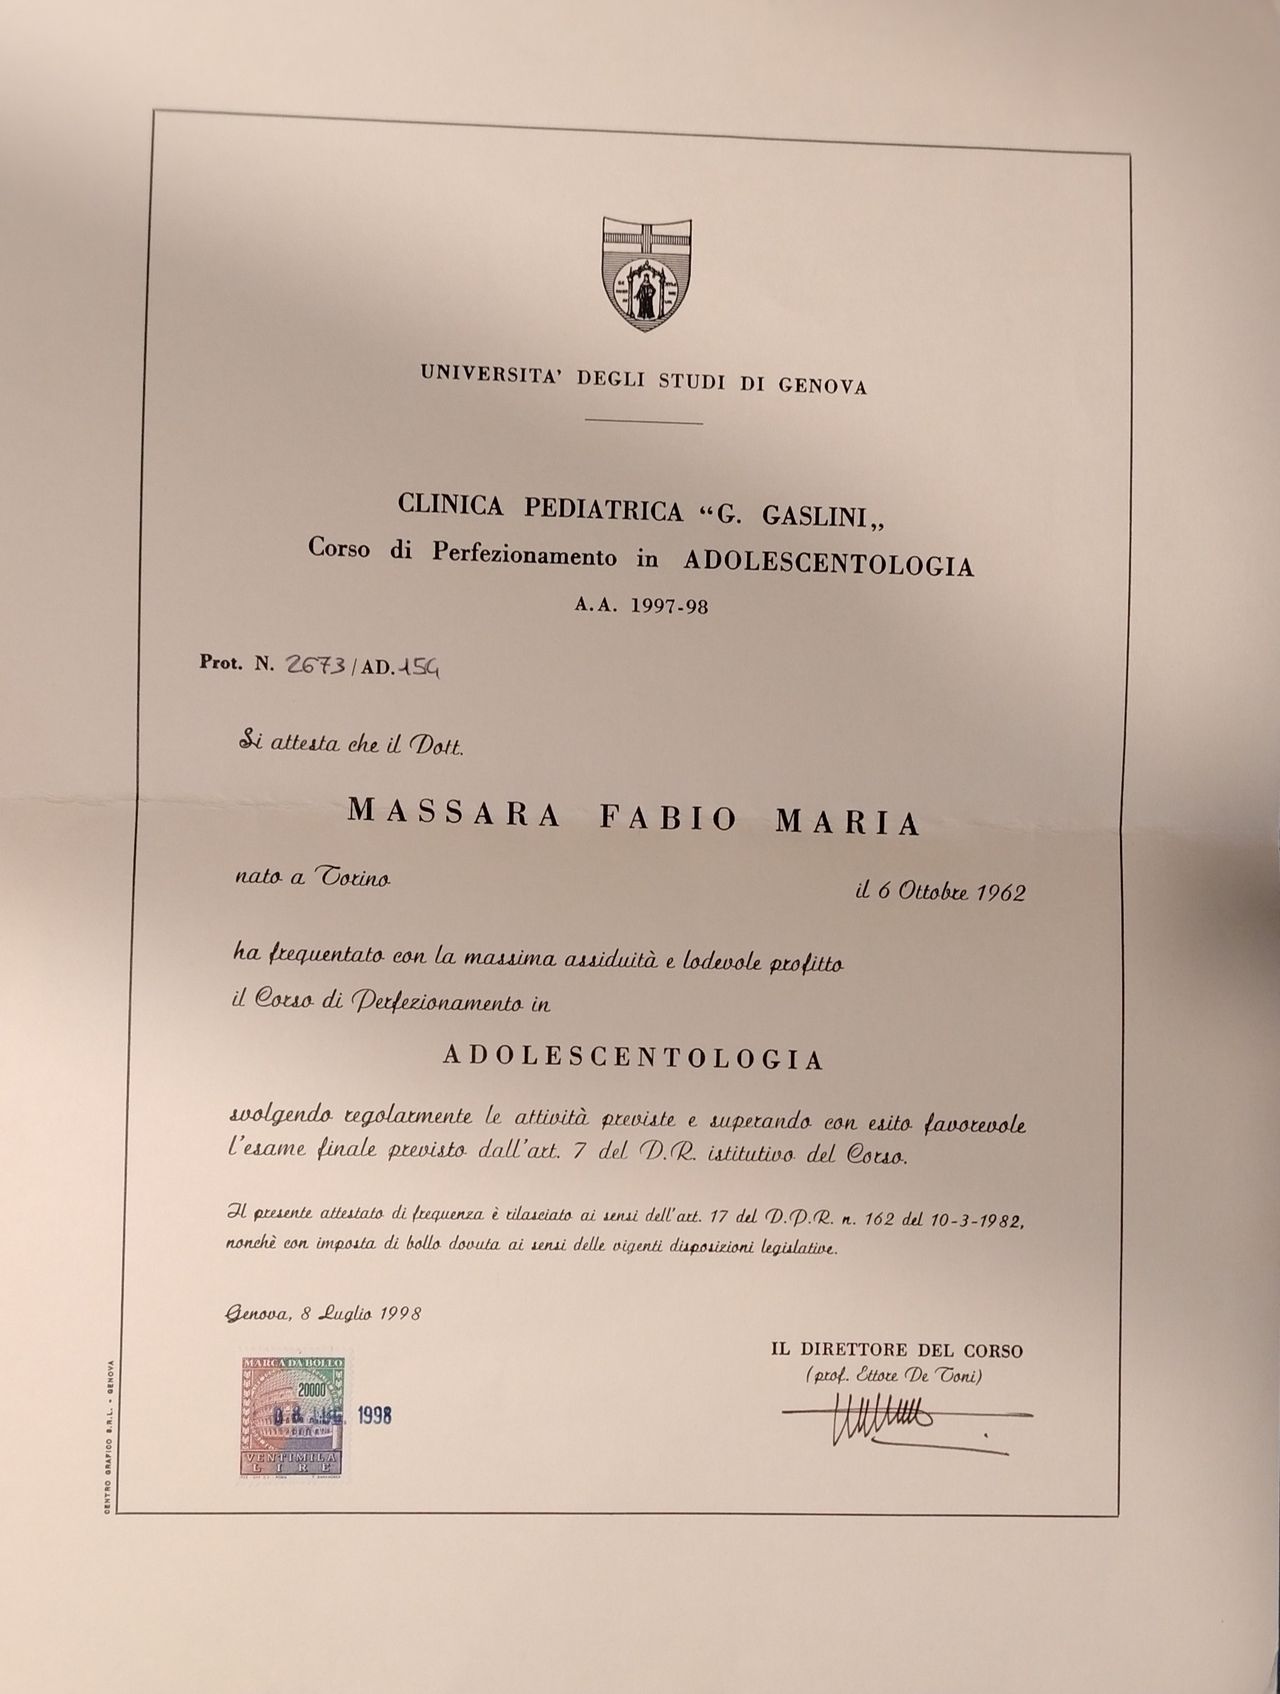 UNIVERSITA' DEGLI STUDI DI GENOVA
CLINICA PEDIATRICA “G. GASLINI„
Corso di Perfezionamento in ADOLESCENTOLOGIA
A.A. 1997-98
Prot. N. 2673/AD.154
Si attesta che il Dott.
MASSARA FABIO MARIA
nato a Torino il 6 Ottobre 1962
ha frequentato con la massima assiduità e lodevole profitto
il Corso di Perfezionamento in
ADOLESCENTOLOGIA
svolgendo regolarmente le attività previste e superando con esito favorevole
l'esame finale previsto dall'art. 7 del D.R. istitutivo del Corso.
Il presente attestato di frequenza è rilasciato ai sensi dell'art. 17 del D.P.R. n. 162 del 10-3-1982,
nonchè con imposta di bollo dovuta ai sensi delle vigenti disposizioni legislative.
Genova, 8 Luglio 1998
IL DIRETTORE DEL CORSO
(prof. Ettore De Toni)
MARCA DA BOLLO
20000
08 LUG. 1998
VENTIMILA
LIRE
CENTRO GRAFICO S.R.L. - GENOVA